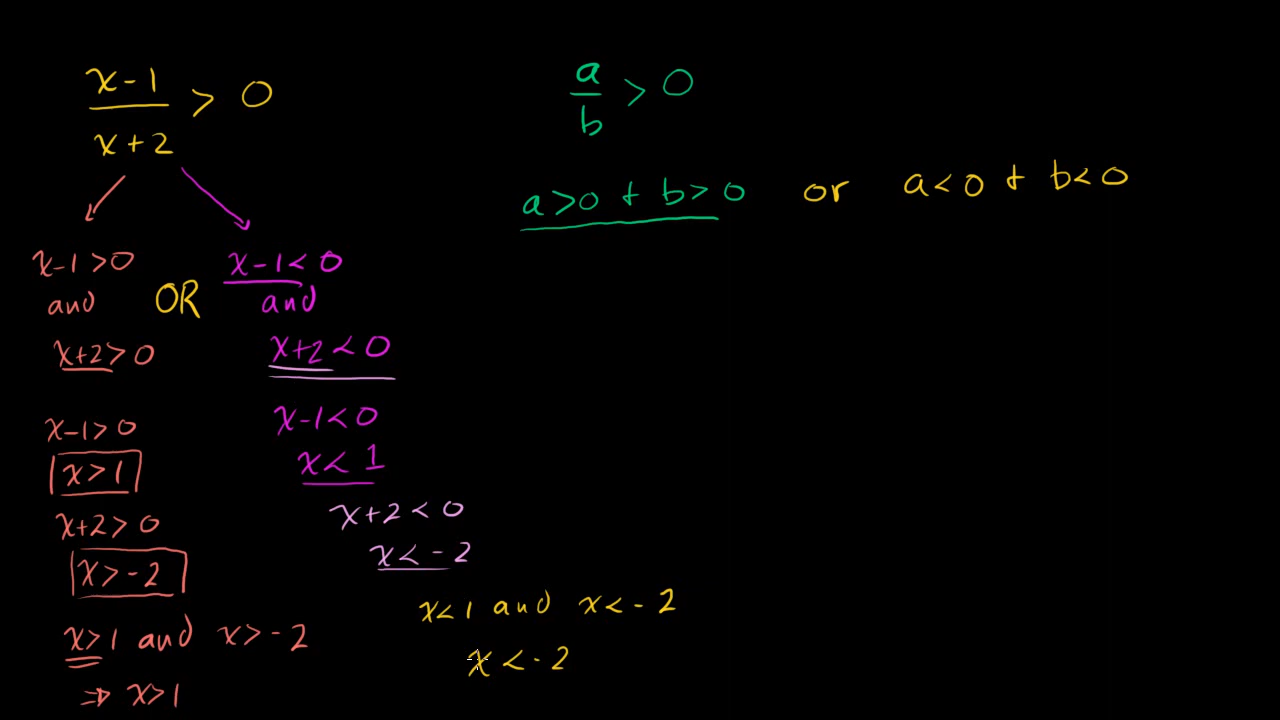 x-1
x+2
> 0
a
b
> 0
a>0 + b>0 or a<0 + b<0
x-1>0
and
x+2>0
OR
x-1<0
and
x+2<0
x-1>0
x>1
x+2>0
x>-2
x>1 and x>-2
⇒ x>1
x-1<0
x<1
x+2<0
x<-2
x<1 and x<-2
x<-2